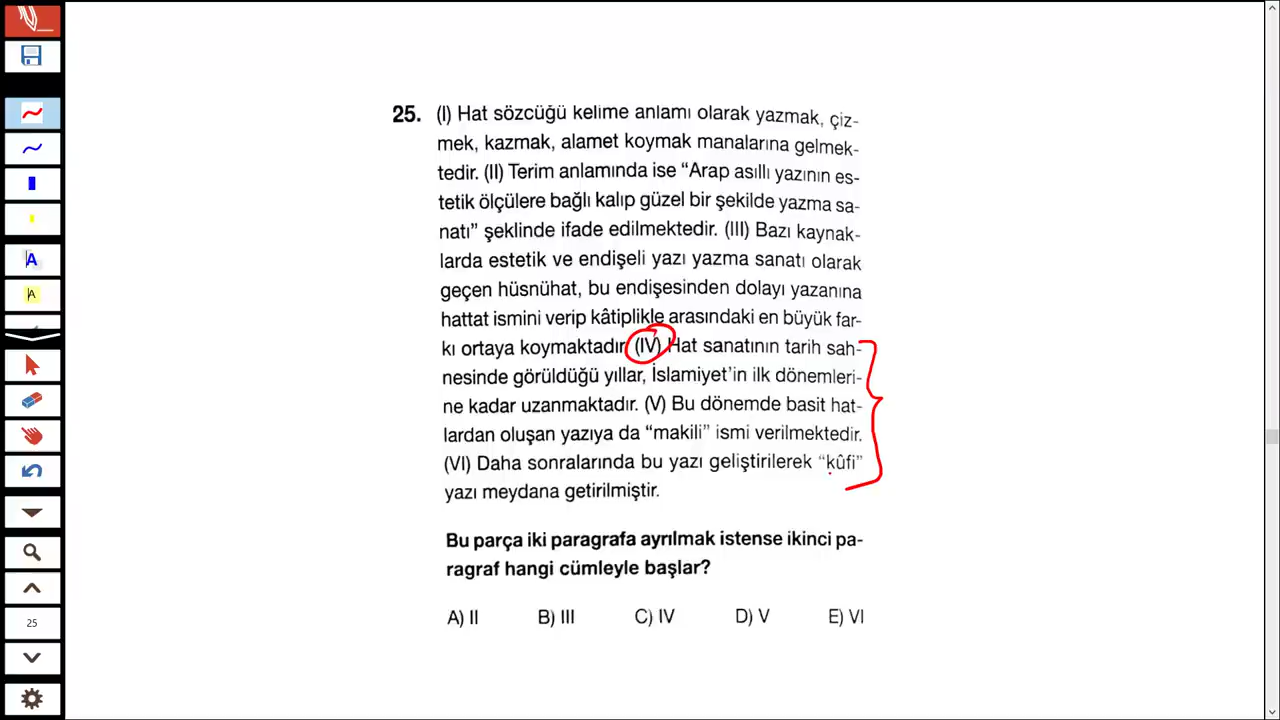 25. (I) Hat sözcüğü kelime anlamı olarak yazmak, çiz-
mek, kazmak, alamet koymak manalarına gelmek-
tedir. (II) Terim anlamında ise “Arap asıllı yazının es-
tetik ölçülere bağlı kalıp güzel bir şekilde yazma sa-
natı” şeklinde ifade edilmektedir. (III) Bazı kaynak-
larda estetik ve endişeli yazı yazma sanatı olarak
geçen hüsnühat, bu endişesinden dolayı yazanına
hattat ismini verip kâtiplikle arasındaki en büyük far-
kı ortaya koymaktadır. (IV) Hat sanatının tarih sah-
nesinde görüldüğü yıllar, İslamiyet’in ilk dönemleri-
ne kadar uzanmaktadır. (V) Bu dönemde basit hat-
lardan oluşan yazıya da “makili” ismi verilmektedir.
(VI) Daha sonralarında bu yazı geliştirilerek “kûfi”
yazı meydana getirilmiştir.
Bu parça iki paragrafa ayrılmak istense ikinci pa-
ragraf hangi cümleyle başlar?
A) II B) III C) IV D) V E) VI
A
A
25